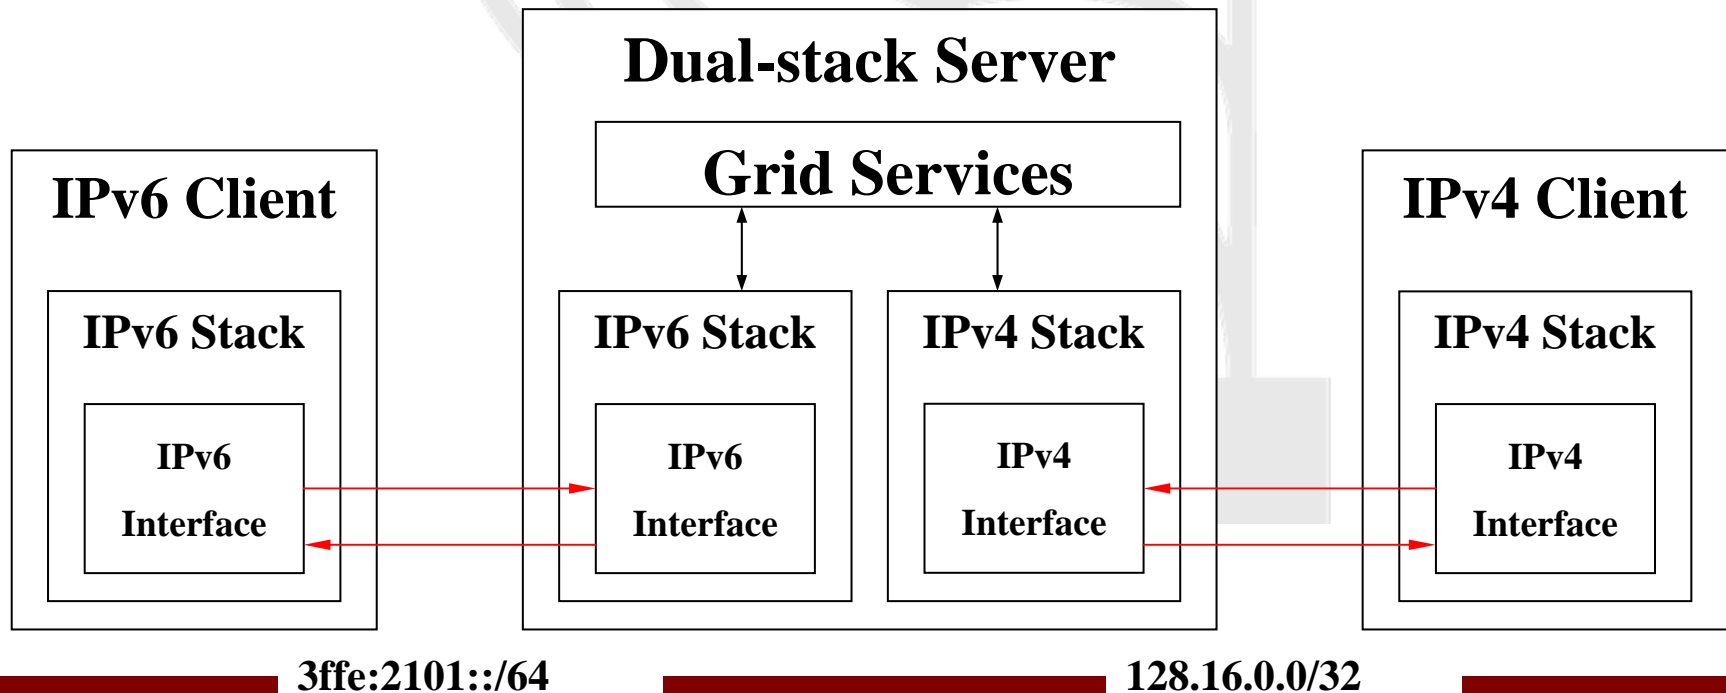 Dual-stack Server
Grid Services
IPv6 Client
IPv4 Client
IPv6 Stack
IPv6 Stack
IPv4 Stack
IPv4 Stack
IPv6
Interface
IPv6
Interface
IPv4
Interface
IPv4
Interface
3ffe:2101::/64
128.16.0.0/32